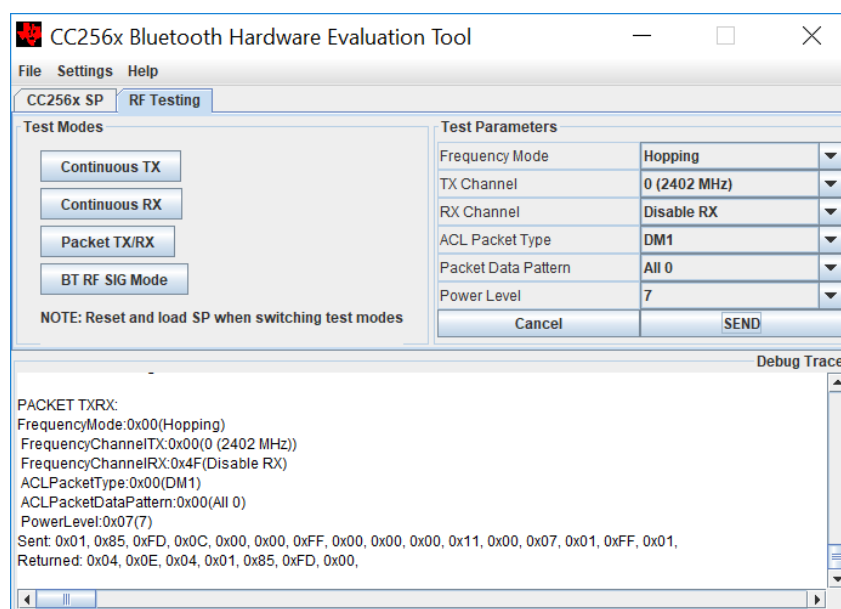 CC256x Bluetooth Hardware Evaluation Tool
File Settings Help
CC256x SP RF Testing
Test Modes
Continuous TX
Continuous RX
Packet TX/RX
BT RF SIG Mode
NOTE: Reset and load SP when switching test modes
Test Parameters
Frequency Mode Hopping
TX Channel 0 (2402 MHz)
RX Channel Disable RX
ACL Packet Type DM1
Packet Data Pattern All 0
Power Level 7
Cancel SEND
Debug Trace
PACKET TXRX:
FrequencyMode:0x00(Hopping)
FrequencyChannelTX:0x00(0 (2402 MHz))
FrequencyChannelRX:0x4F(Disable RX)
ACLPacketType:0x00(DM1)
ACLPacketDataPattern:0x00(All 0)
PowerLevel:0x07(7)
Sent: 0x01, 0x85, 0xFD, 0x0C, 0x00, 0x00, 0xFF, 0x00, 0x00, 0x00, 0x11, 0x00, 0x07, 0x01, 0xFF, 0x01,
Returned: 0x04, 0x0E, 0x04, 0x01, 0x85, 0xFD, 0x00,